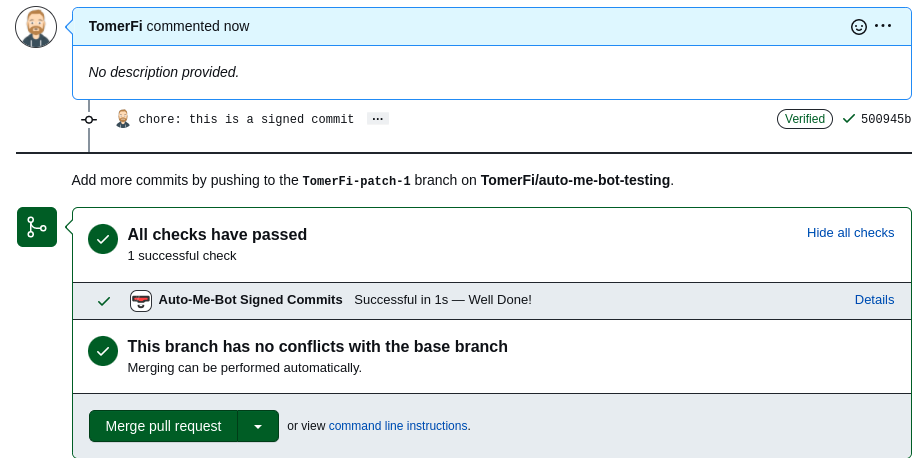 TomerFi commented now
No description provided.
chore: this is a signed commit ... Verified 500945b
Add more commits by pushing to the TomerFi-patch-1 branch on TomerFi/auto-me-bot-testing.
All checks have passed Hide all checks
1 successful check
Auto-Me-Bot Signed Commits Successful in 1s — Well Done! Details
This branch has no conflicts with the base branch
Merging can be performed automatically.
Merge pull request or view command line instructions.